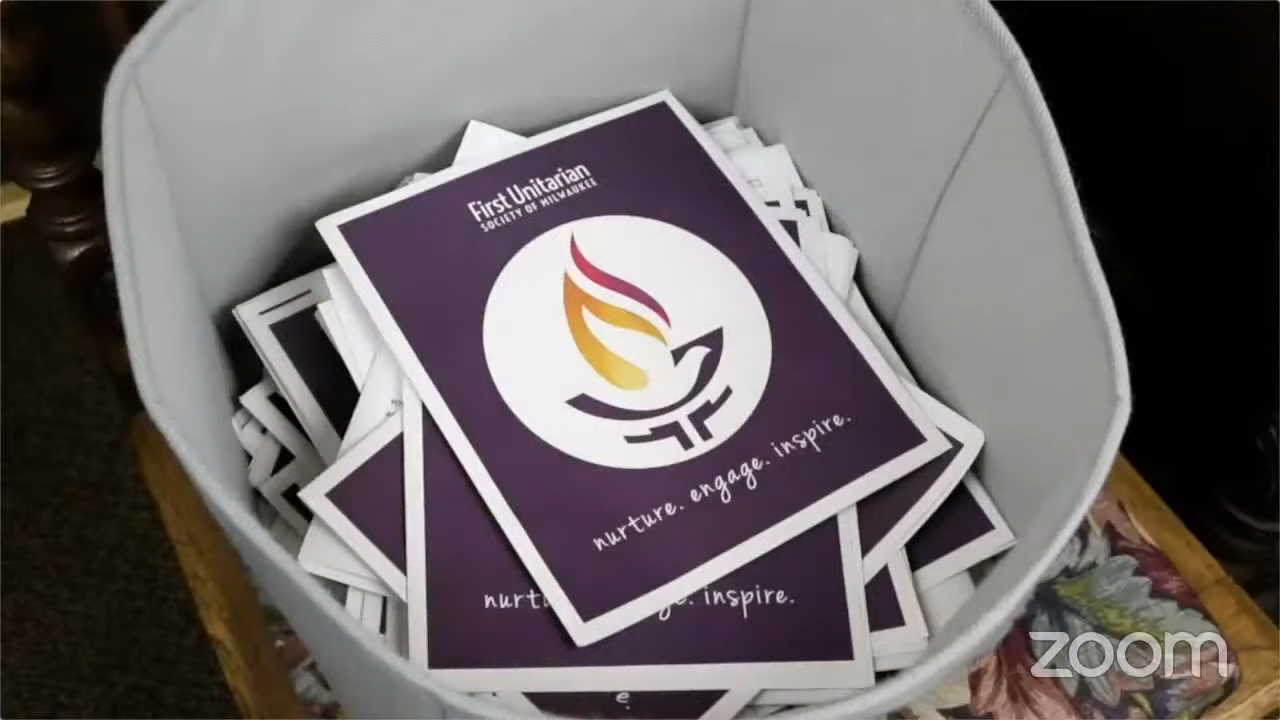 First Unitarian
SOCIETY OF MILWAUKEE
nurture. engage. inspire.
inspire.
zoom